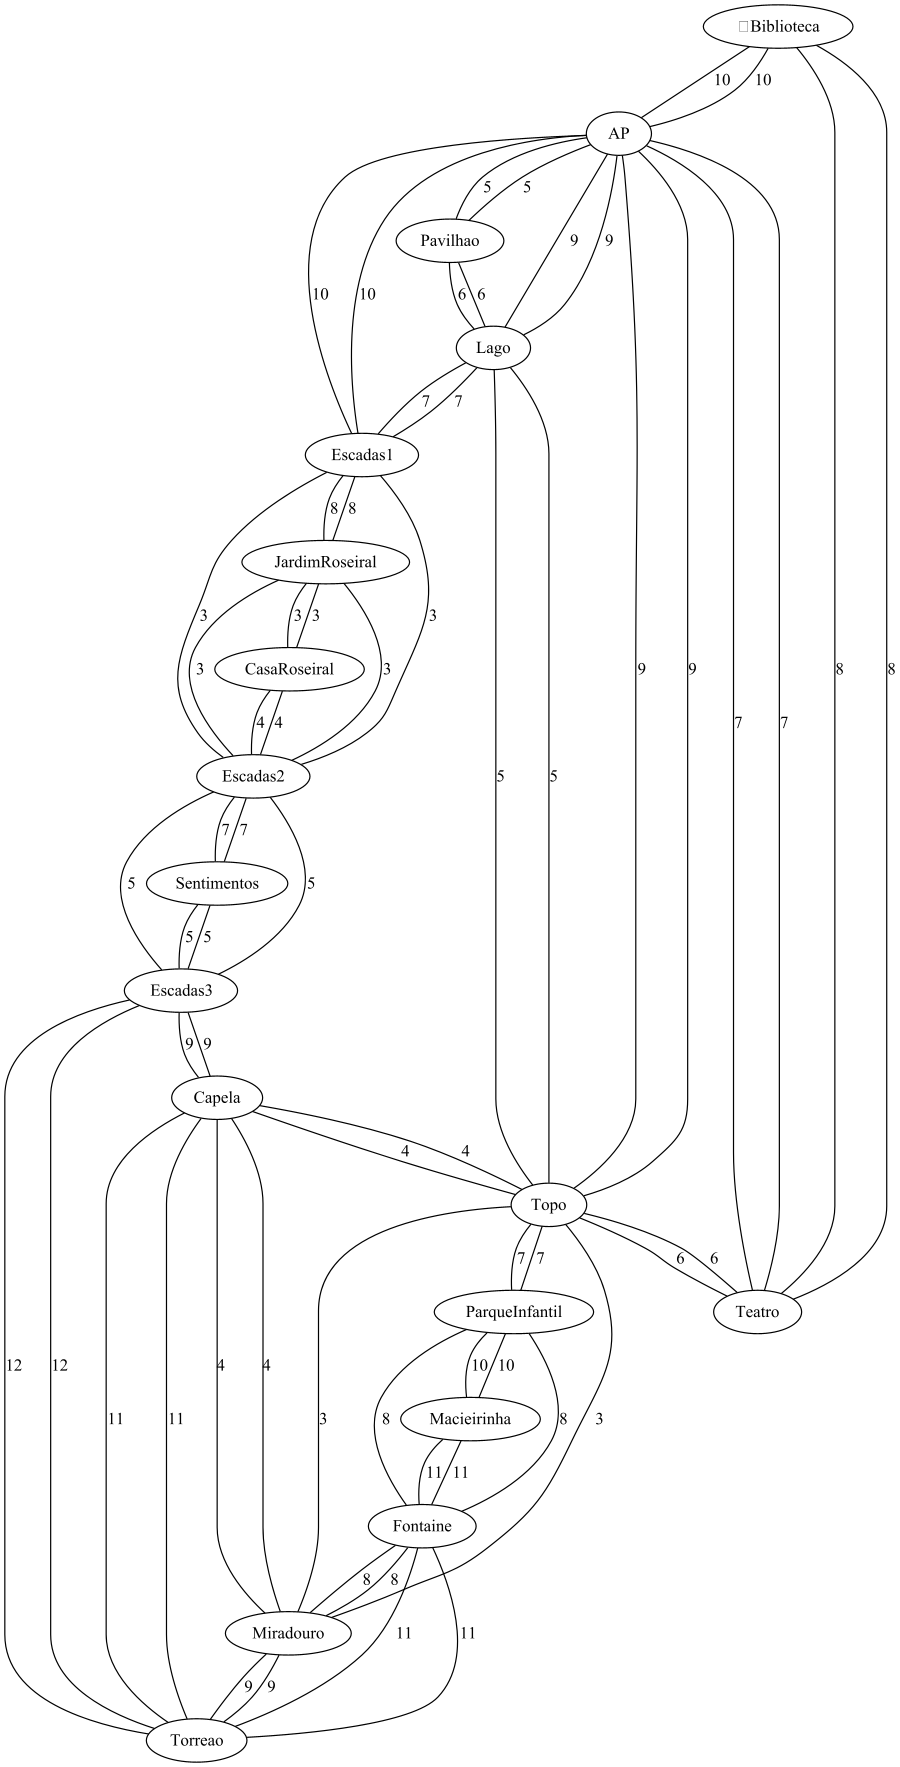 Biblioteca
10 10
AP
5 5
Pavilhao
9 9
10 10 6 6
Lago
7 7
Escadas1
8 8
JardimRoseiral
3 3 3 3
CasaRoseiral
3 3 9 9 8 8
4 4 7 7
Escadas2
5 5
7 7
Sentimentos
5 5
5 5
Escadas3
9 9
Capela
4 4
Topo
7 7 6 6
ParqueInfantil
Teatro
12 12 4 4 10 10
11 11 3 8 8 3
Macieirinha
11 11
Fontaine
8 8
Miradouro
11 11
9 9
Torreao